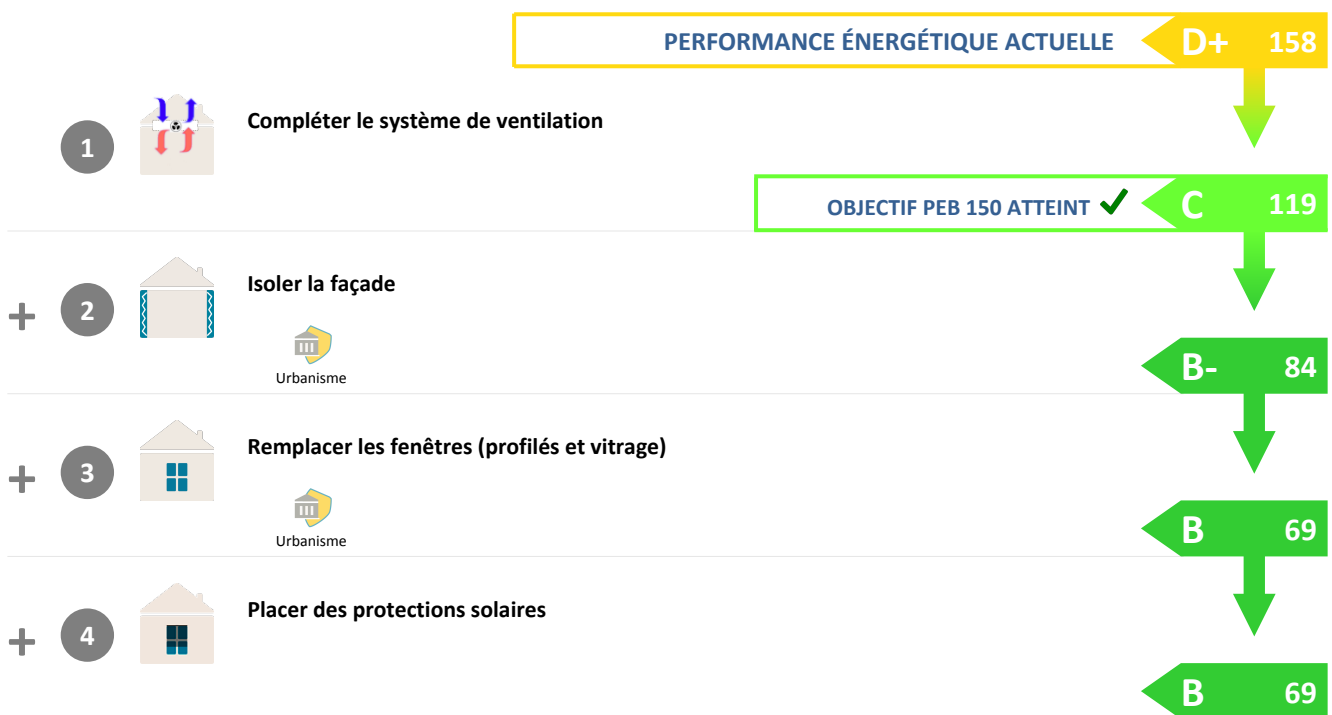 PERFORMANCE ÉNERGÉTIQUE ACTUELLE D+ 158
1 Compléter le système de ventilation
OBJECTIF PEB 150 ATTEINT C 119
+ 2 Isoler la façade
Urbanisme
B- 84
+ 3 Remplacer les fenêtres (profilés et vitrage)
Urbanisme
B 69
+ 4 Placer des protections solaires
B 69